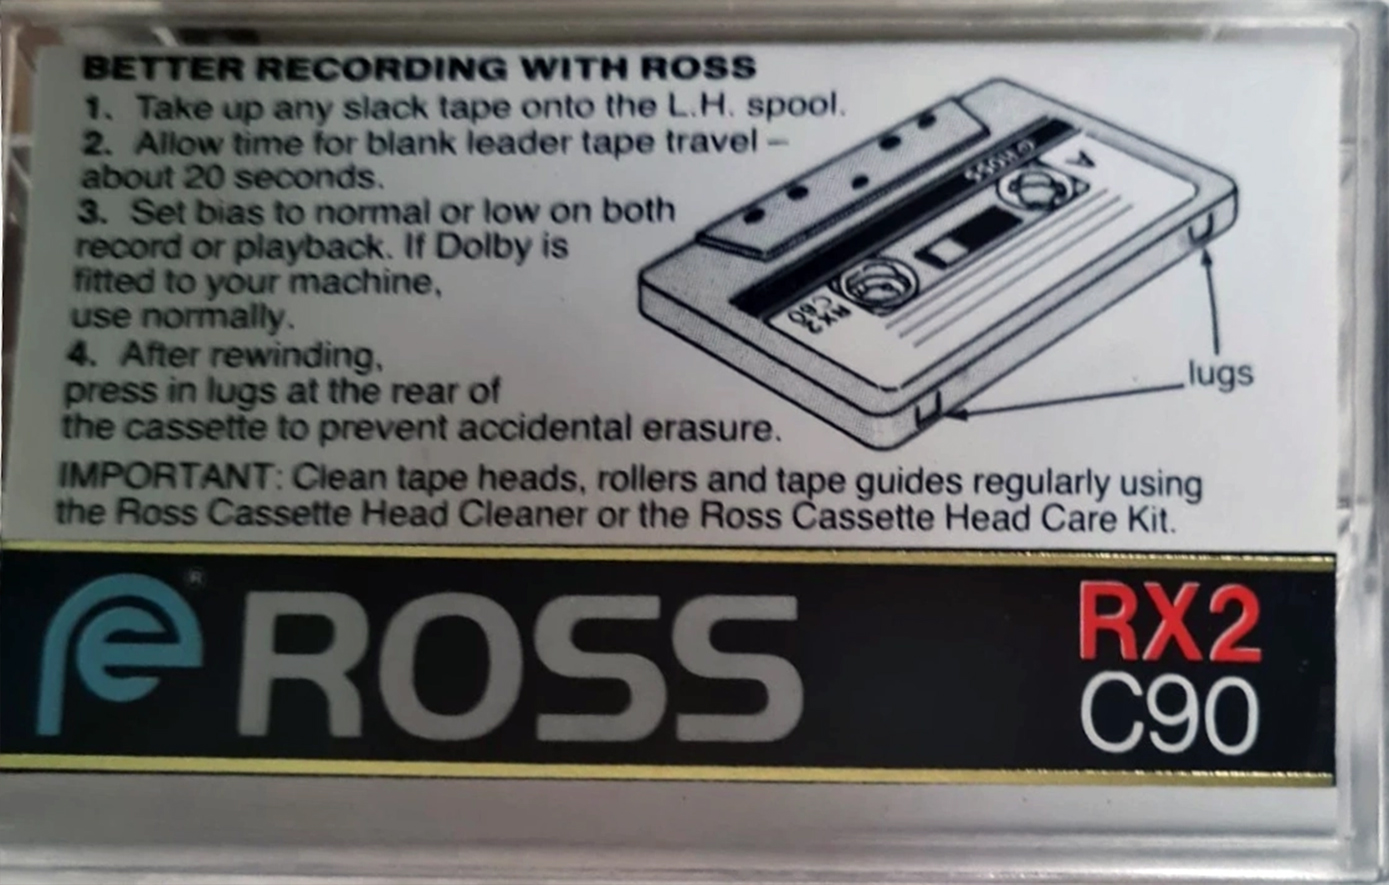 BETTER RECORDING WITH ROSS
1. Take up any slack tape onto the L.H. spool.
2. Allow time for blank leader tape travel –
about 20 seconds.
3. Set bias to normal or low on both
record or playback. If Dolby is
fitted to your machine,
use normally.
4. After rewinding,
press in lugs at the rear of
the cassette to prevent accidental erasure.
ROSS
A
RX2
C60
lugs
IMPORTANT: Clean tape heads, rollers and tape guides regularly using
the Ross Cassette Head Cleaner or the Ross Cassette Head Care Kit.
® ROSS
RX2
C90